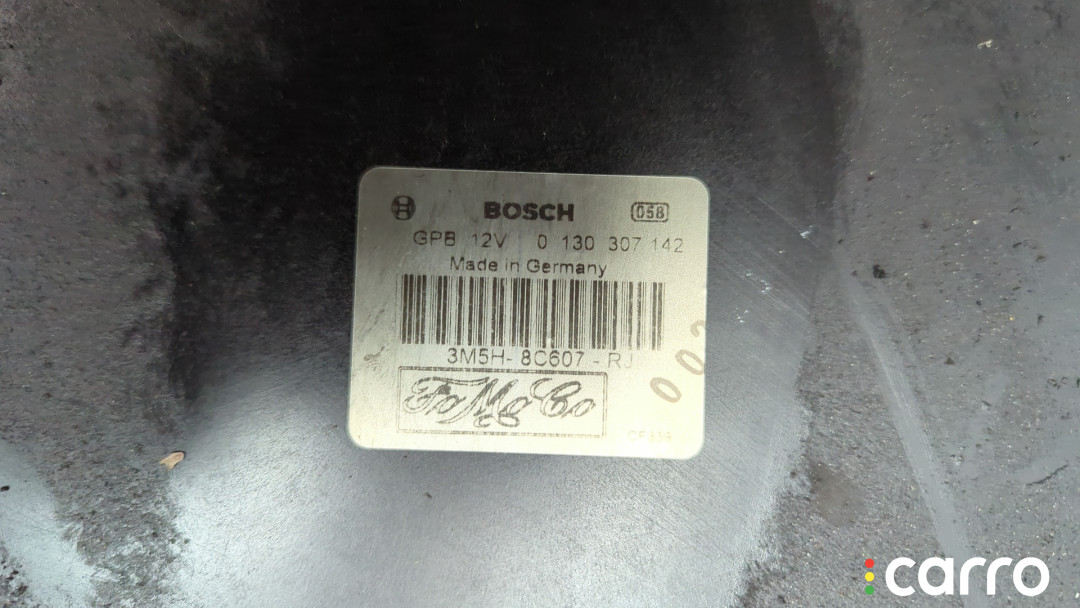 BOSCH 058
GPB 12V 0 130 307 142
Made in Germany
3M5H-8C607-RJ
FoMoCo
002
carro